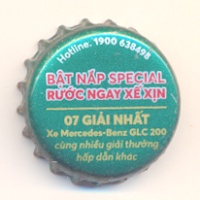 Hotline. 1900 638498
BẬT NẮP SPECIAL
RƯỚC NGAY XẾ XỊN
07 GIẢI NHẤT
Xe Mercedes-Benz GLC 200
cùng nhiều giải thưởng
hấp dẫn khác